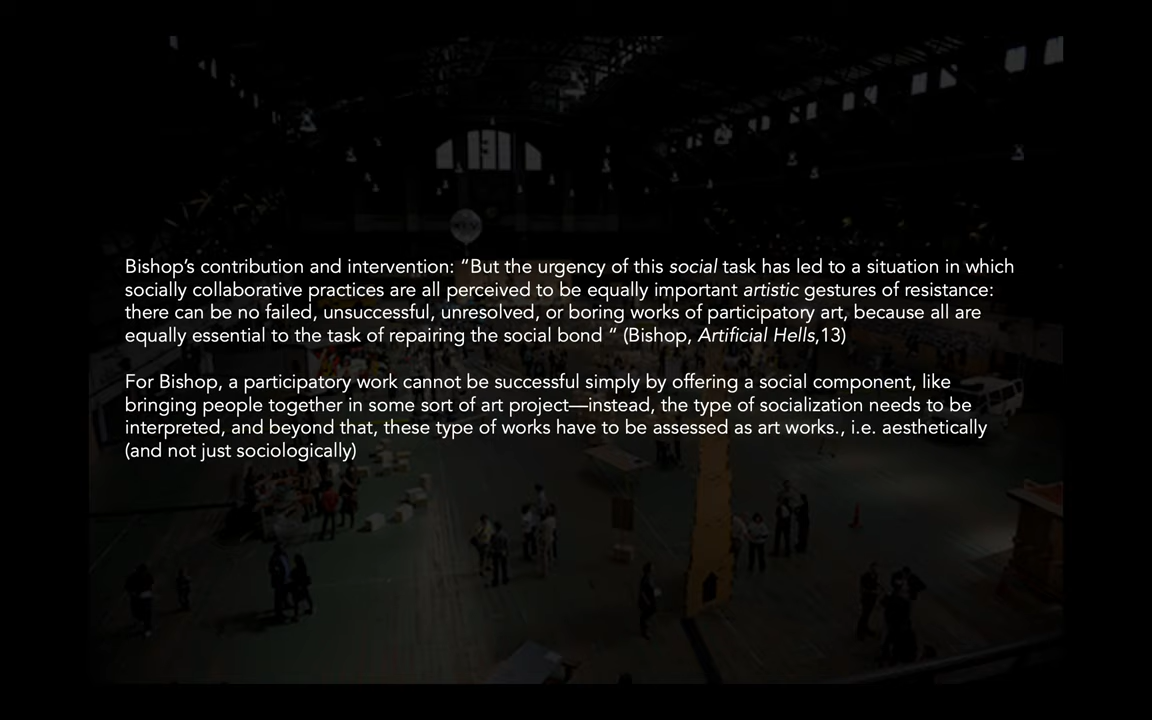 Bishop’s contribution and intervention: “But the urgency of this social task has led to a situation in which
socially collaborative practices are all perceived to be equally important artistic gestures of resistance:
there can be no failed, unsuccessful, unresolved, or boring works of participatory art, because all are
equally essential to the task of repairing the social bond “ (Bishop, Artificial Hells,13)
For Bishop, a participatory work cannot be successful simply by offering a social component, like
bringing people together in some sort of art project—instead, the type of socialization needs to be
interpreted, and beyond that, these type of works have to be assessed as art works., i.e. aesthetically
(and not just sociologically)